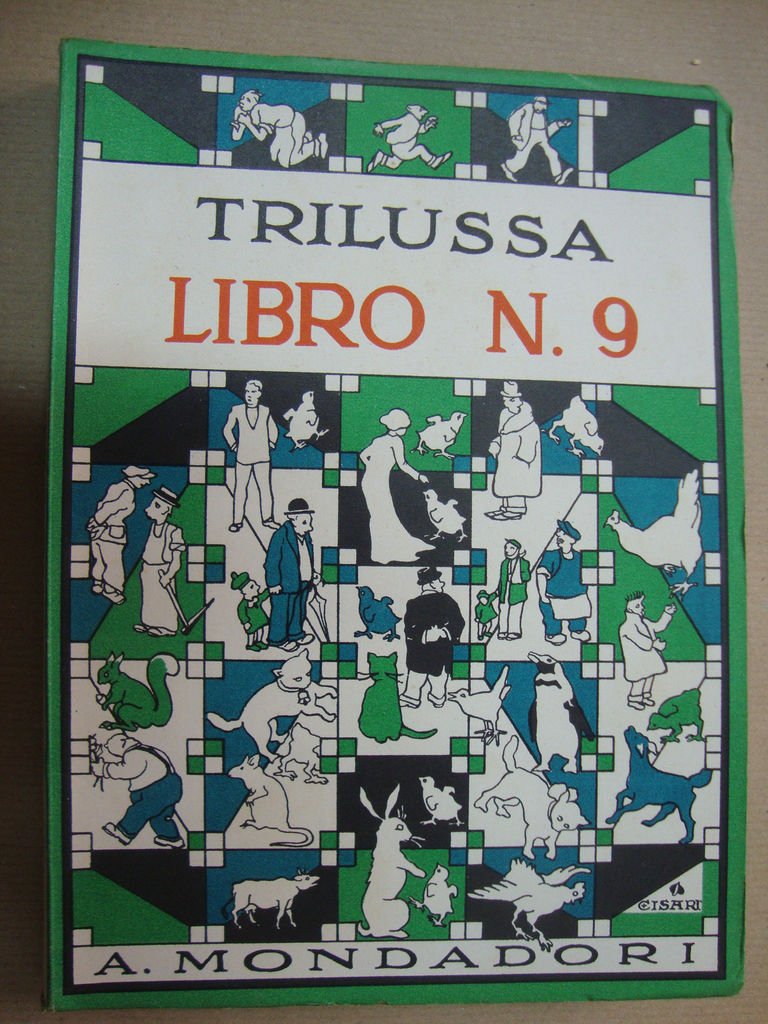 TRILUSSA
LIBRO N. 9
CISARI
A. MONDADORI